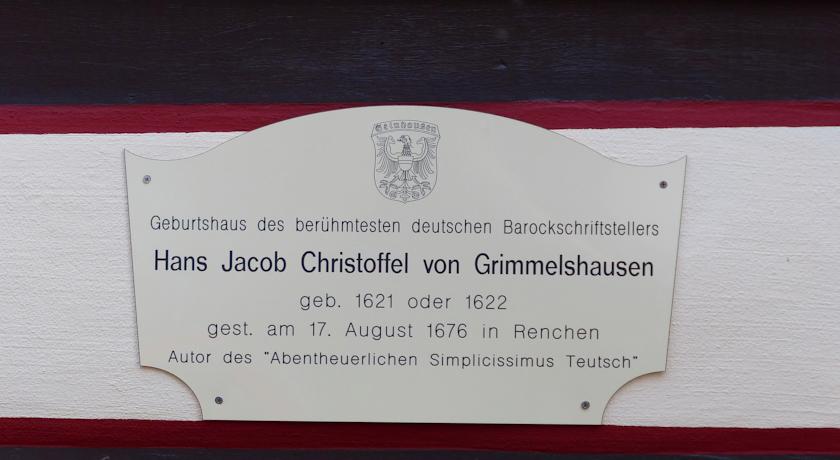 Gelnhausen
Geburtshaus des berühmtesten deutschen Barockschriftstellers
Hans Jacob Christoffel von Grimmelshausen
geb. 1621 oder 1622
gest. am 17. August 1676 in Renchen
Autor des "Abentheuerlichen Simplicissimus Teutsch"